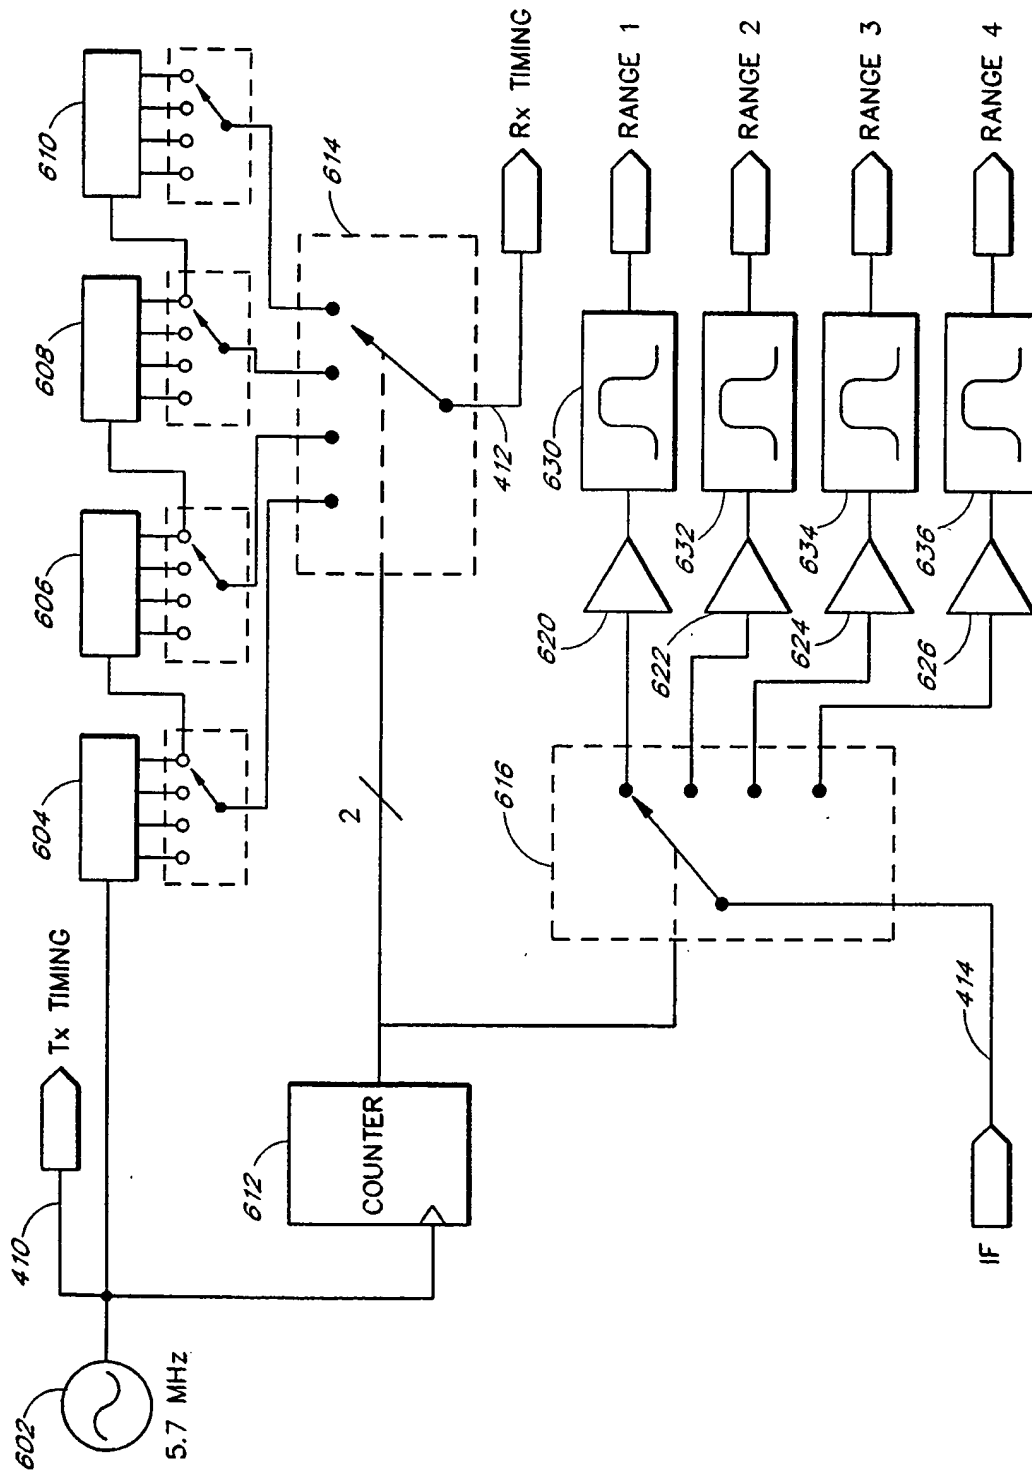 602
5.7 MHz
410
Tx TIMING
604
606
608
610
612
COUNTER
2
614
412
Rx TIMING
616
620
630
RANGE 1
622
632
RANGE 2
624
634
RANGE 3
626
636
RANGE 4
IF
414